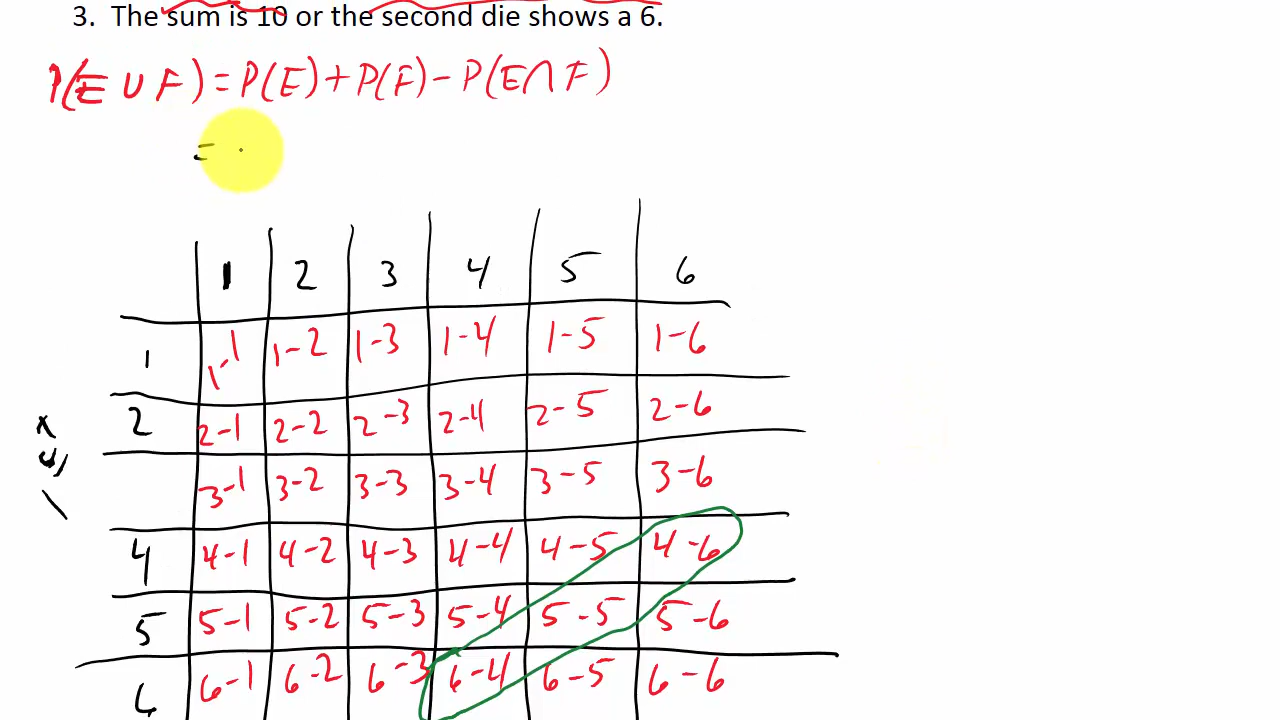 3. The sum is 10 or the second die shows a 6.
P(E ∪ F) = P(E) + P(F) - P(E ∩ F)
=
1 2 3 4 5 6
1 1-1 1-2 1-3 1-4 1-5 1-6
2 2-1 2-2 2-3 2-4 2-5 2-6
3-1 3-2 3-3 3-4 3-5 3-6
4 4-1 4-2 4-3 4-4 4-5 4-6
5 5-1 5-2 5-3 5-4 5-5 5-6
6 6-1 6-2 6-3 6-4 6-5 6-6